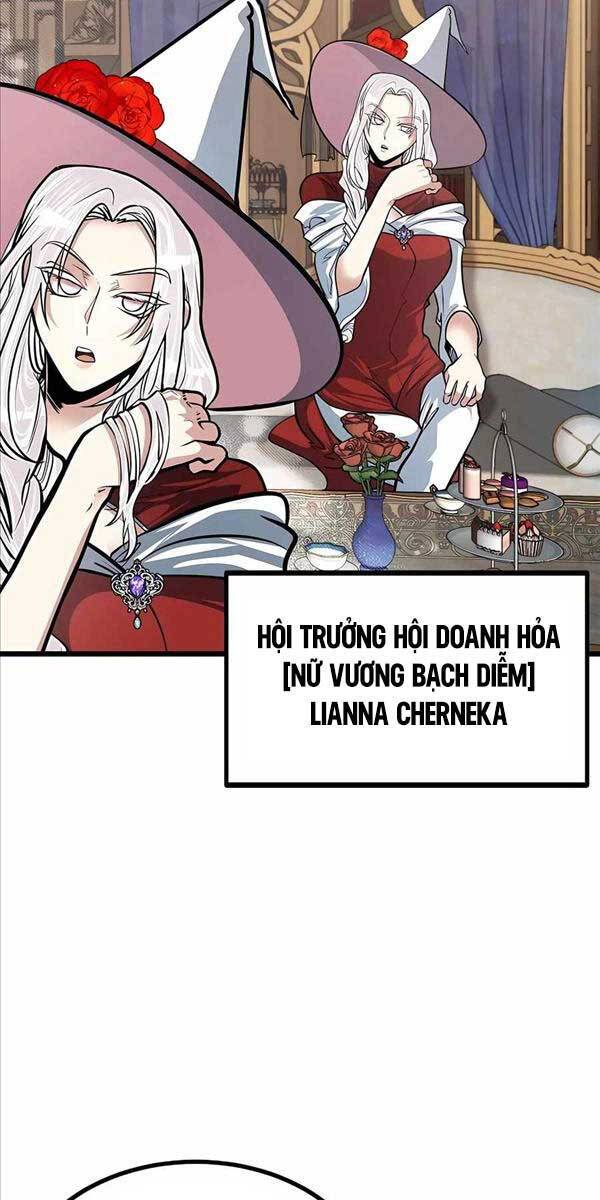 HỘI TRƯỞNG HỘI DOANH HỎA
[NỮ VƯƠNG BẠCH DIỄM]
LIANNA CHERNEKA